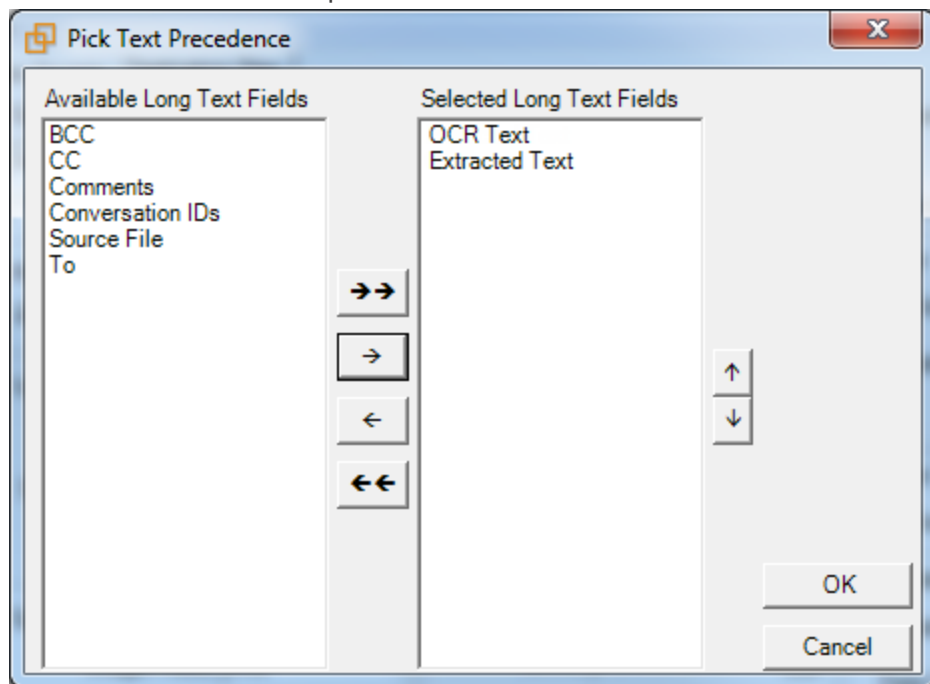 Pick Text Precedence
X
Available Long Text Fields
Selected Long Text Fields
BCC
CC
Comments
Conversation IDs
Source File
To
OCR Text
Extracted Text
→→
→
←
←←
↑
↓
OK
Cancel